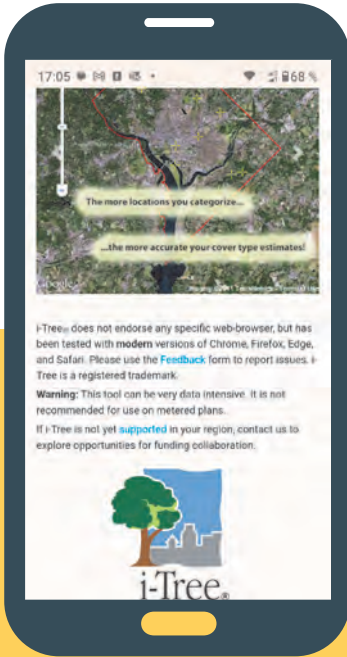 17:05
68 %
The more locations you categorize...
...the more accurate your cover type estimates!
Google
i-Tree® does not endorse any specific web-browser, but has
been tested with modern versions of Chrome, Firefox, Edge,
and Safari. Please use the Feedback form to report issues. i-
Tree is a registered trademark.
Warning: This tool can be very data intensive. It is not
recommended for use on metered plans.
If i-Tree is not yet supported in your region, contact us to
explore opportunities for funding collaboration.
i-Tree®